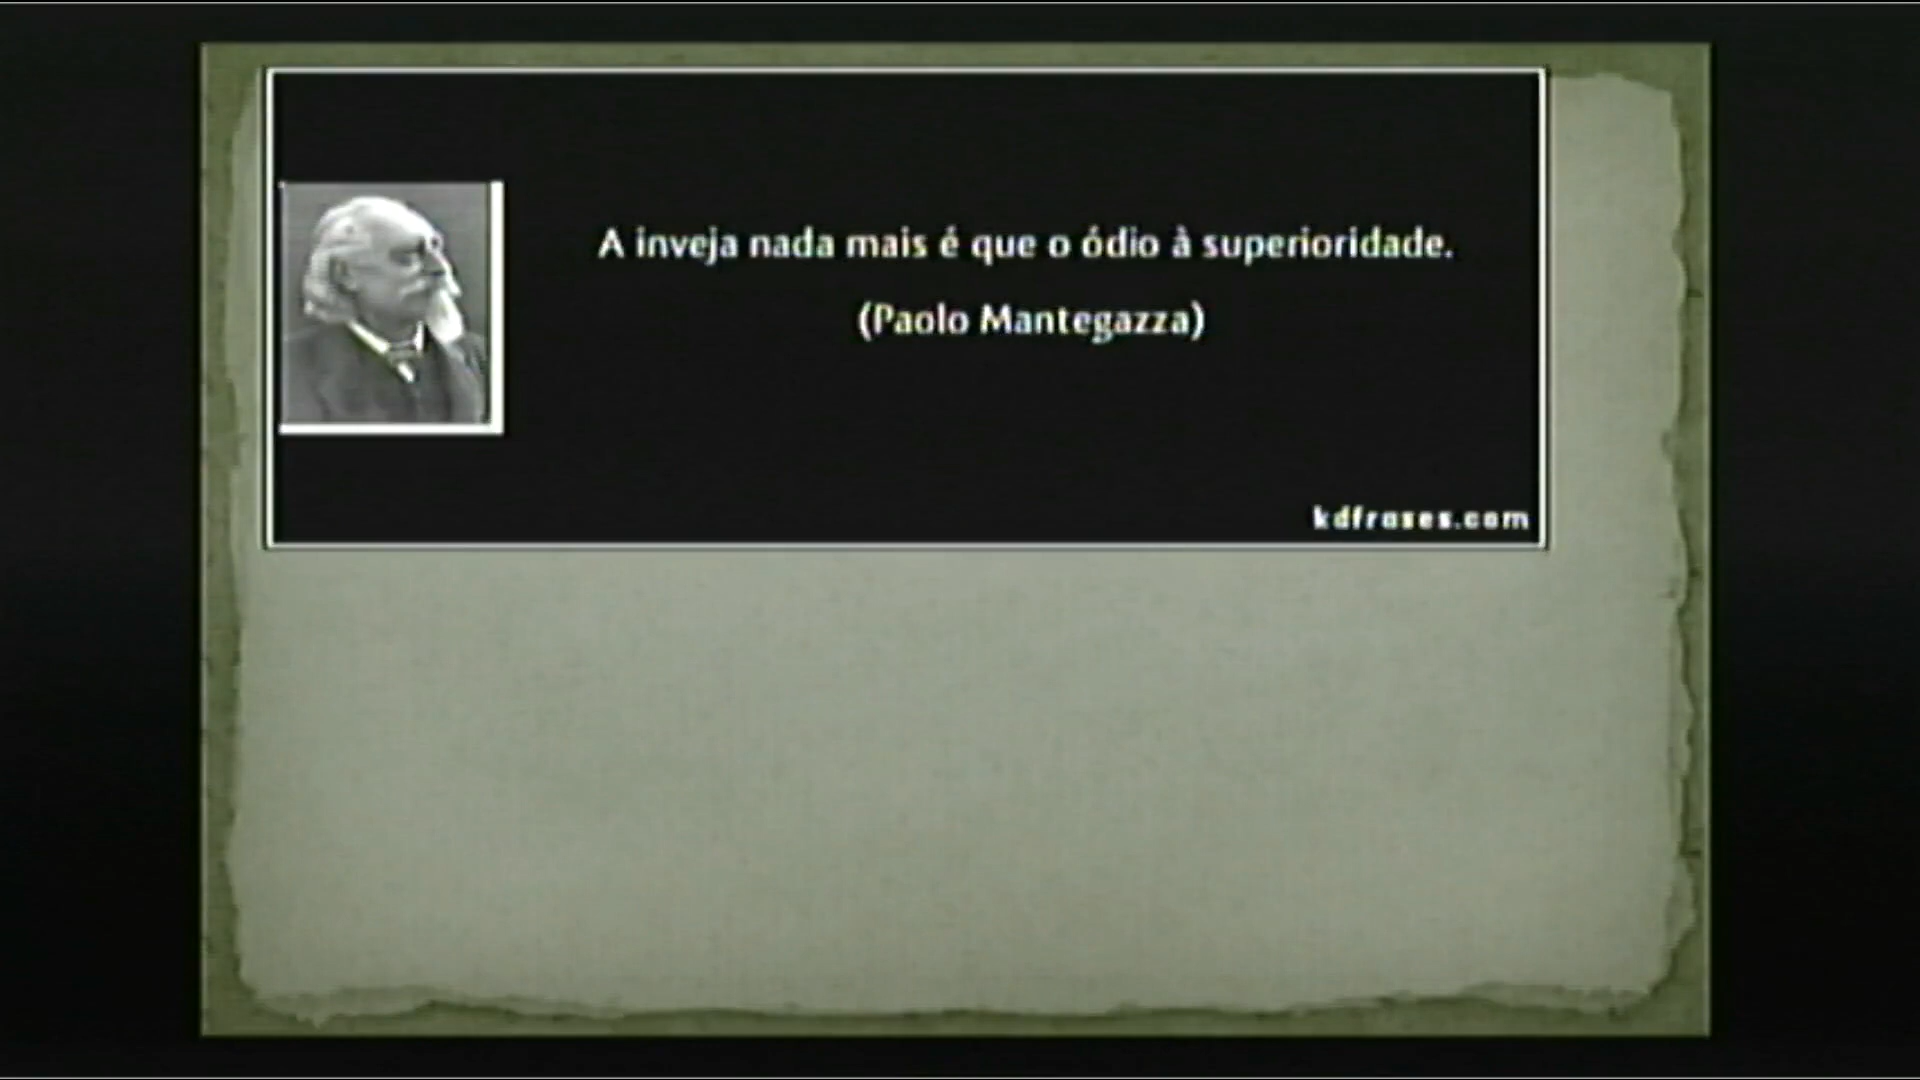 A inveja nada mais é que o ódio à superioridade.
(Paolo Mantegazza)
kdfrases.com